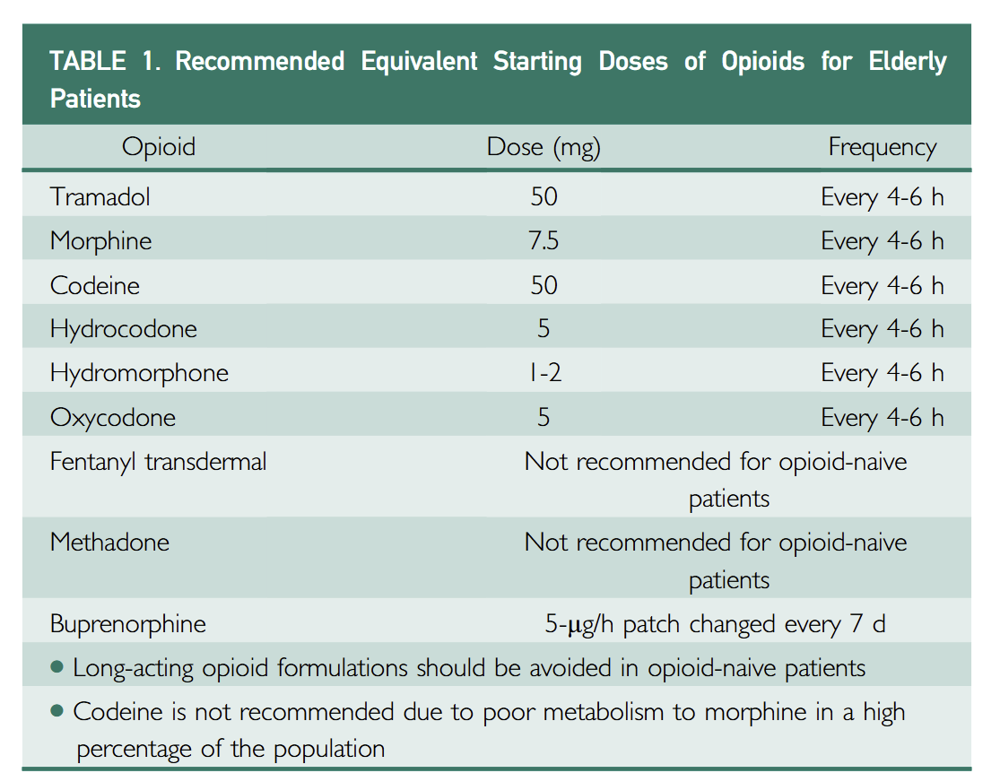 TABLE 1. Recommended Equivalent Starting Doses of Opioids for Elderly
Patients
Opioid Dose (mg) Frequency
Tramadol 50 Every 4-6 h
Morphine 7.5 Every 4-6 h
Codeine 50 Every 4-6 h
Hydrocodone 5 Every 4-6 h
Hydromorphone 1-2 Every 4-6 h
Oxycodone 5 Every 4-6 h
Fentanyl transdermal Not recommended for opioid-naive
patients
Methadone Not recommended for opioid-naive
patients
Buprenorphine 5-μg/h patch changed every 7 d
● Long-acting opioid formulations should be avoided in opioid-naive patients
● Codeine is not recommended due to poor metabolism to morphine in a high
percentage of the population